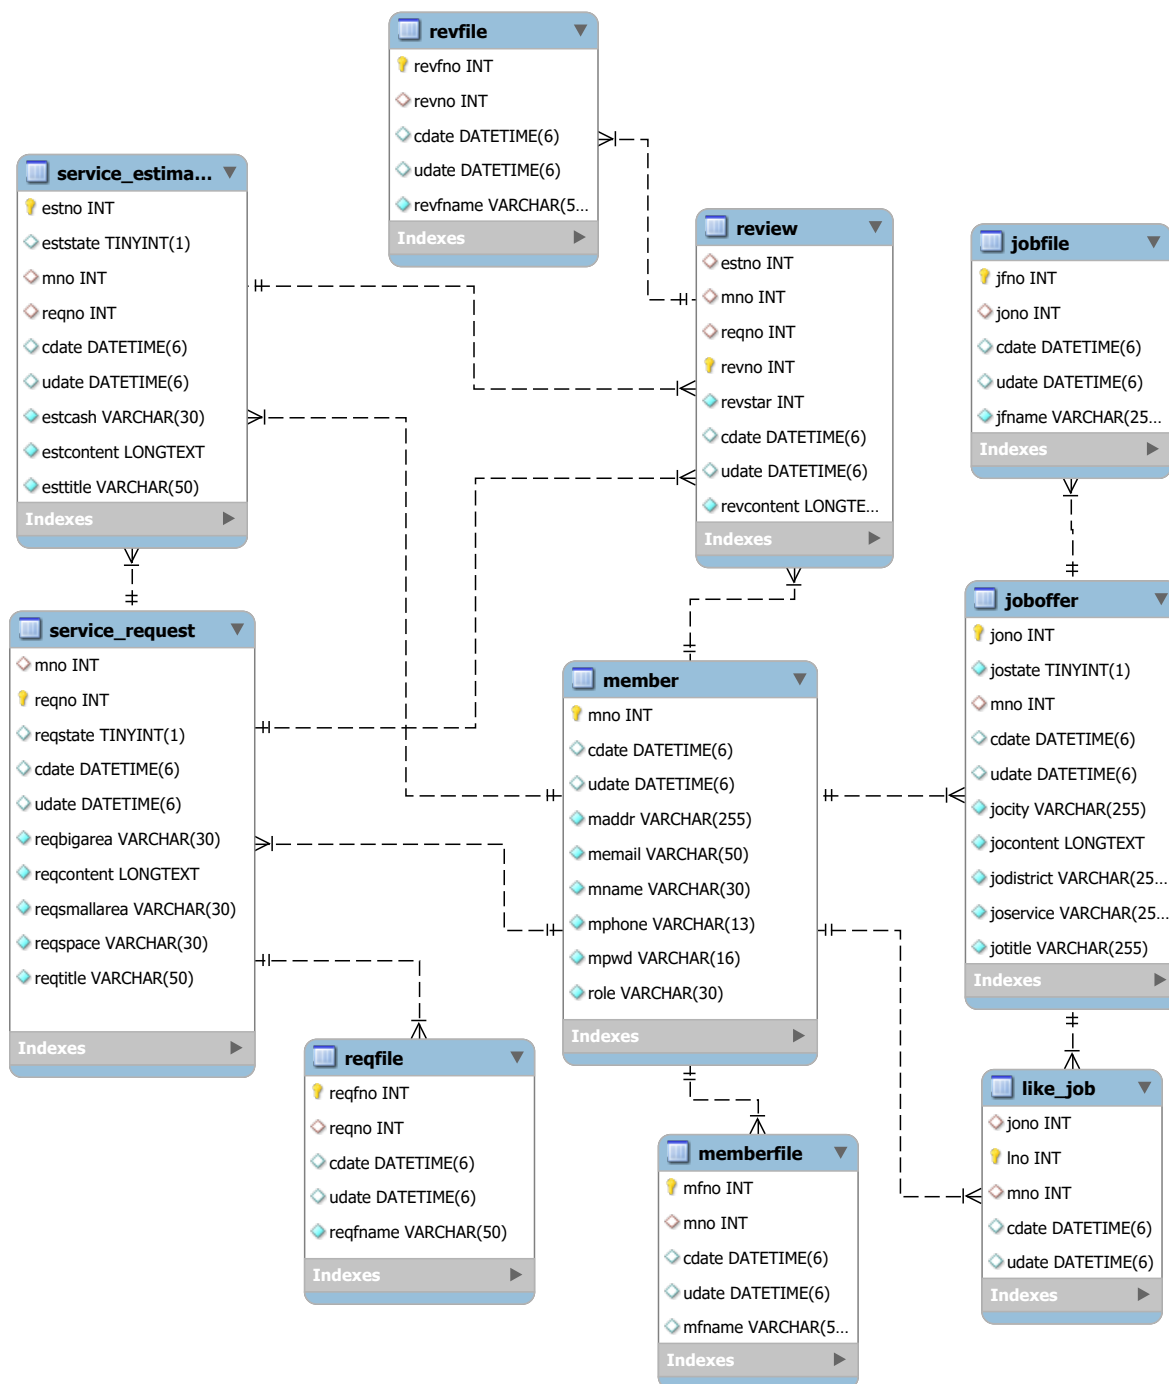 revfile
revfno INT
revno INT
cdate DATETIME(6)
udate DATETIME(6)
revfname VARCHAR(5...
Indexes
service_estima...
estno INT
eststate TINYINT(1)
mno INT
reqno INT
cdate DATETIME(6)
udate DATETIME(6)
estcash VARCHAR(30)
estcontent LONGTEXT
esttitle VARCHAR(50)
Indexes
review
estno INT
mno INT
reqno INT
revno INT
revstar INT
cdate DATETIME(6)
udate DATETIME(6)
revcontent LONGTE...
Indexes
jobfile
jfno INT
jono INT
cdate DATETIME(6)
udate DATETIME(6)
jfname VARCHAR(25...
Indexes
service_request
mno INT
reqno INT
reqstate TINYINT(1)
cdate DATETIME(6)
udate DATETIME(6)
reqbigarea VARCHAR(30)
reqcontent LONGTEXT
reqsmallarea VARCHAR(30)
reqspace VARCHAR(30)
reqtitle VARCHAR(50)
Indexes
member
mno INT
cdate DATETIME(6)
udate DATETIME(6)
maddr VARCHAR(255)
memail VARCHAR(50)
mname VARCHAR(30)
mphone VARCHAR(13)
mpwd VARCHAR(16)
role VARCHAR(30)
Indexes
joboffer
jono INT
jostate TINYINT(1)
mno INT
cdate DATETIME(6)
udate DATETIME(6)
jocity VARCHAR(255)
jocontent LONGTEXT
jodistrict VARCHAR(25...
joservice VARCHAR(25...
jotitle VARCHAR(255)
Indexes
reqfile
reqfno INT
reqno INT
cdate DATETIME(6)
udate DATETIME(6)
reqfname VARCHAR(50)
Indexes
memberfile
mfno INT
mno INT
cdate DATETIME(6)
udate DATETIME(6)
mfname VARCHAR(5...
Indexes
like_job
jono INT
lno INT
mno INT
cdate DATETIME(6)
udate DATETIME(6)
Indexes